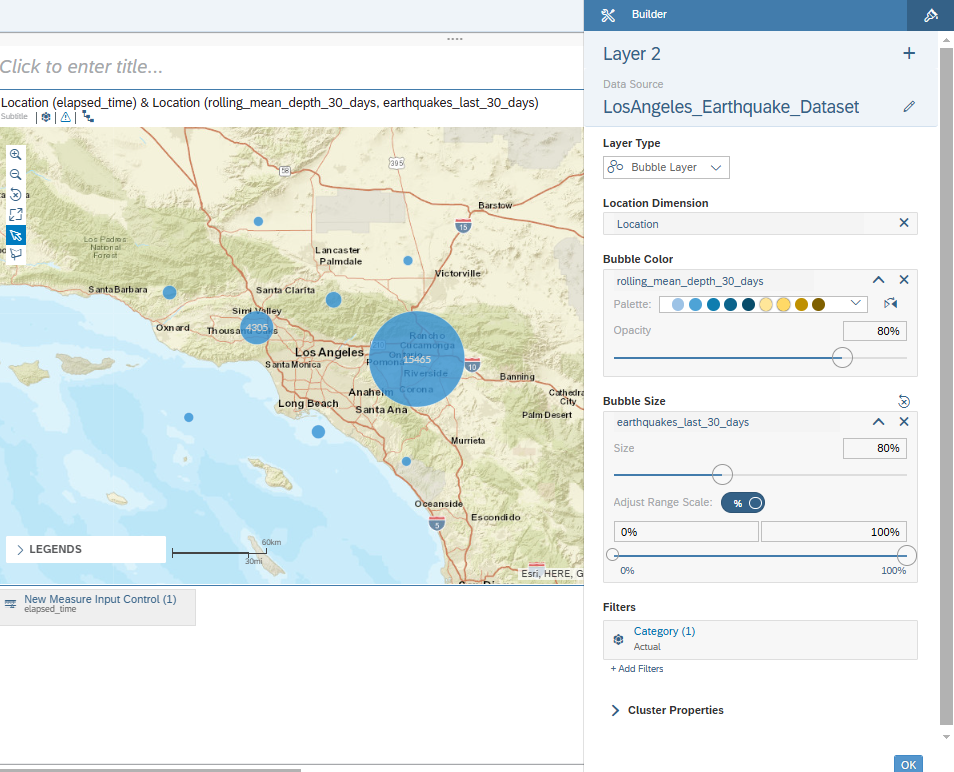 Builder
Click to enter title...
Location (elapsed_time) & Location (rolling_mean_depth_30_days, earthquakes_last_30_days)
Subtitle
58
395
Barstow
15
Los Padres
National
Forest
Lancaster
Palmdale
Victorville
Santa Barbara
Santa Clarita
Simi Valley
Oxnard
Thousand Oaks
4305
Rancho
Cucamonga
Ontario
Los Angeles
Pomona
15465
10
Santa Monica
Riverside
Banning
Anaheim
Corona
Cathedra
City
Long Beach
Santa Ana
Palm Desert
Murrieta
Oceanside
5
Escondido
LEGENDS
60km
30mi
Esri, HERE, G
New Measure Input Control (1)
elapsed_time
Layer 2
Data Source
LosAngeles_Earthquake_Dataset
Layer Type
Bubble Layer
Location Dimension
Location
Bubble Color
rolling_mean_depth_30_days
Palette:
Opacity
80%
Bubble Size
earthquakes_last_30_days
Size
80%
Adjust Range Scale:
%
0%
100%
0%
100%
Filters
Category (1)
Actual
+ Add Filters
Cluster Properties
OK